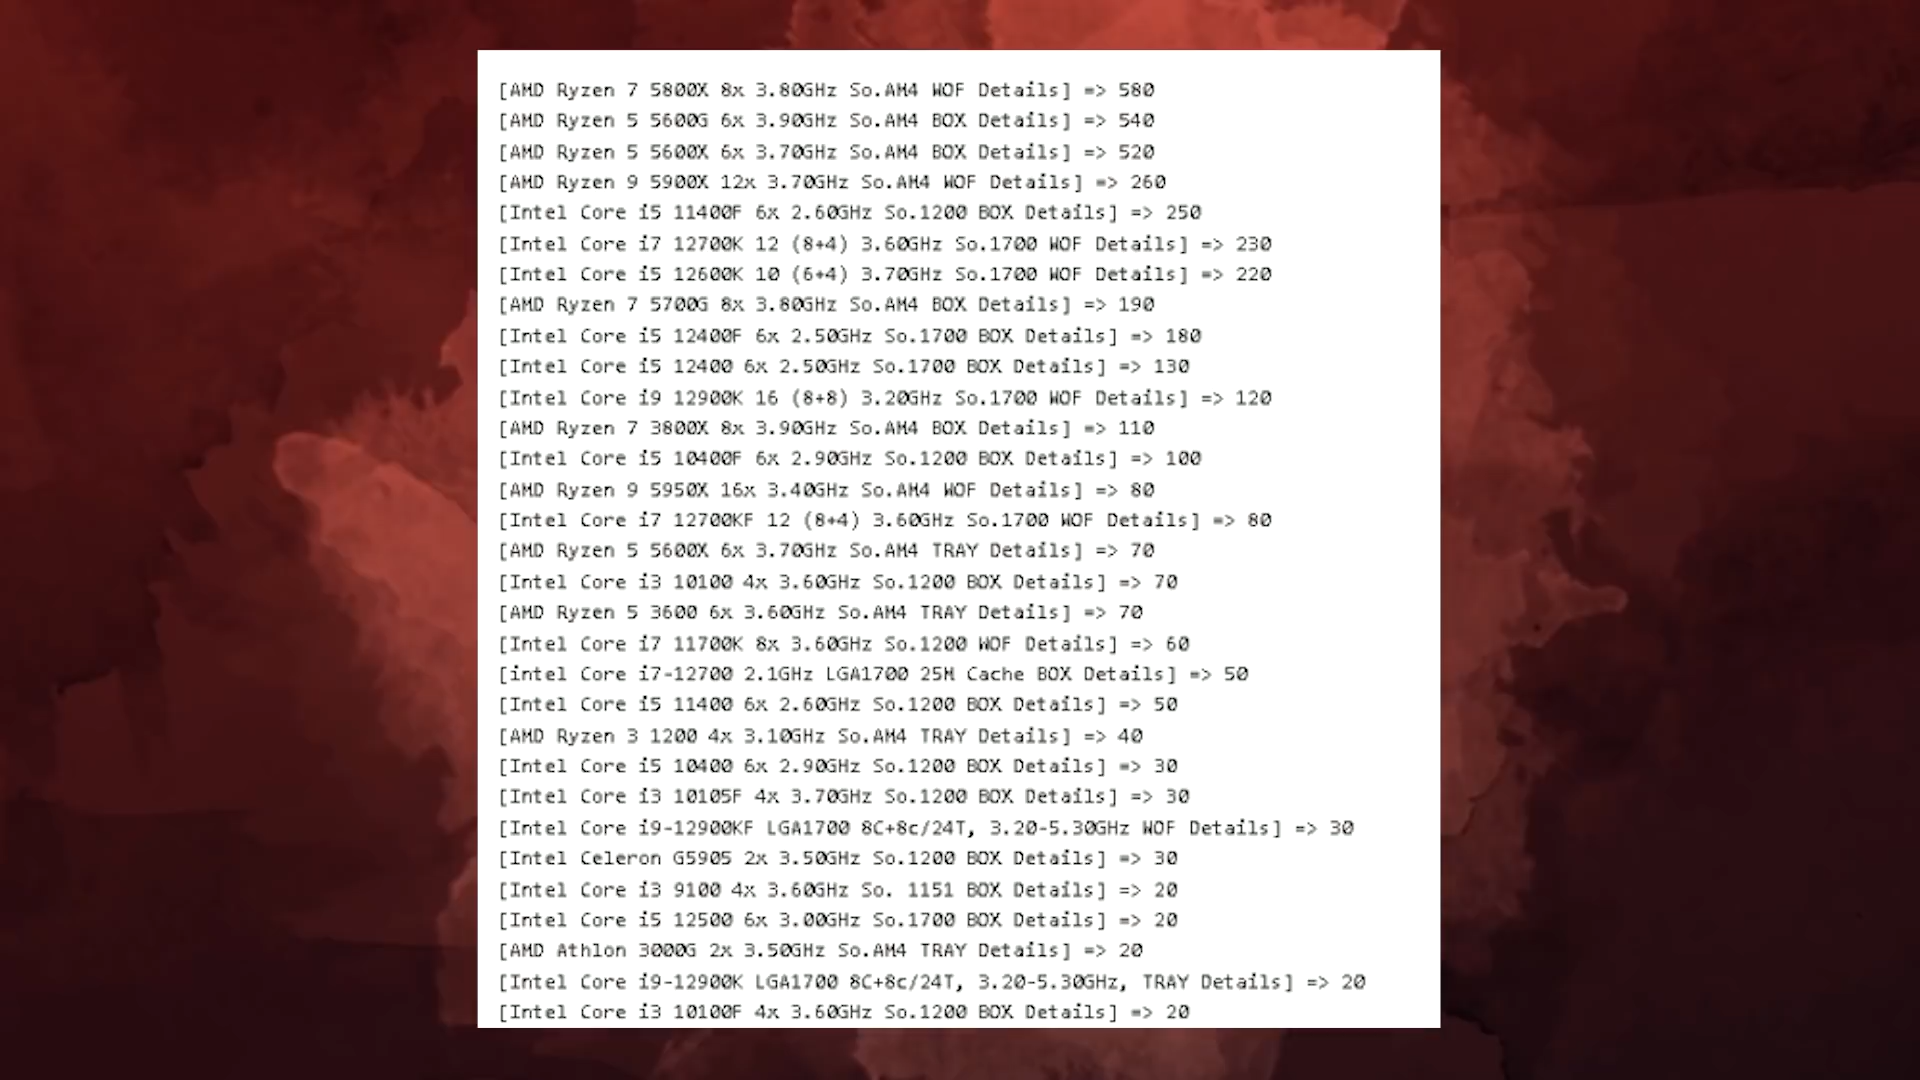 [AMD Ryzen 7 5800X 8x 3.80GHz So.AM4 WOF Details] => 580
[AMD Ryzen 5 5600G 6x 3.90GHz So.AM4 BOX Details] => 540
[AMD Ryzen 5 5600X 6x 3.70GHz So.AM4 BOX Details] => 520
[AMD Ryzen 9 5900X 12x 3.70GHz So.AM4 WOF Details] => 260
[Intel Core i5 11400F 6x 2.60GHz So.1200 BOX Details] => 250
[Intel Core i7 12700K 12 (8+4) 3.60GHz So.1700 WOF Details] => 230
[Intel Core i5 12600K 10 (6+4) 3.70GHz So.1700 WOF Details] => 220
[AMD Ryzen 7 5700G 8x 3.80GHz So.AM4 BOX Details] => 190
[Intel Core i5 12400F 6x 2.50GHz So.1700 BOX Details] => 180
[Intel Core i5 12400 6x 2.50GHz So.1700 BOX Details] => 130
[Intel Core i9 12900K 16 (8+8) 3.20GHz So.1700 WOF Details] => 120
[AMD Ryzen 7 3800X 8x 3.90GHz So.AM4 BOX Details] => 110
[Intel Core i5 10400F 6x 2.90GHz So.1200 BOX Details] => 100
[AMD Ryzen 9 5950X 16x 3.40GHz So.AM4 WOF Details] => 80
[Intel Core i7 12700KF 12 (8+4) 3.60GHz So.1700 WOF Details] => 80
[AMD Ryzen 5 5600X 6x 3.70GHz So.AM4 TRAY Details] => 70
[Intel Core i3 10100 4x 3.60GHz So.1200 BOX Details] => 70
[AMD Ryzen 5 3600 6x 3.60GHz So.AM4 TRAY Details] => 70
[Intel Core i7 11700K 8x 3.60GHz So.1200 WOF Details] => 60
[intel Core i7-12700 2.1GHz LGA1700 25M Cache BOX Details] => 50
[Intel Core i5 11400 6x 2.60GHz So.1200 BOX Details] => 50
[AMD Ryzen 3 1200 4x 3.10GHz So.AM4 TRAY Details] => 40
[Intel Core i5 10400 6x 2.90GHz So.1200 BOX Details] => 30
[Intel Core i3 10105F 4x 3.70GHz So.1200 BOX Details] => 30
[Intel Core i9-12900KF LGA1700 8C+8c/24T, 3.20-5.30GHz WOF Details] => 30
[Intel Celeron G5905 2x 3.50GHz So.1200 BOX Details] => 30
[Intel Core i3 9100 4x 3.60GHz So. 1151 BOX Details] => 20
[Intel Core i5 12500 6x 3.00GHz So.1700 BOX Details] => 20
[AMD Athlon 3000G 2x 3.50GHz So.AM4 TRAY Details] => 20
[Intel Core i9-12900K LGA1700 8C+8c/24T, 3.20-5.30GHz, TRAY Details] => 20
[Intel Core i3 10100F 4x 3.60GHz So.1200 BOX Details] => 20